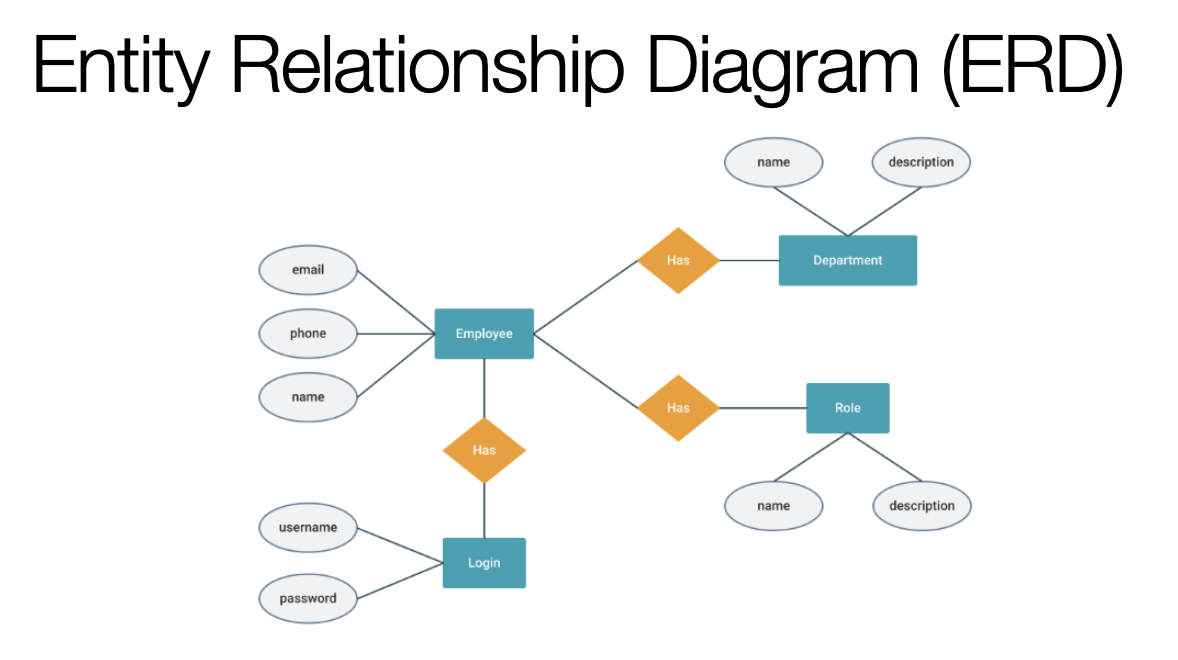 Entity Relationship Diagram (ERD)
name
description
Has
Department
email
phone
name
Employee
Has
Role
Has
name
description
username
password
Login